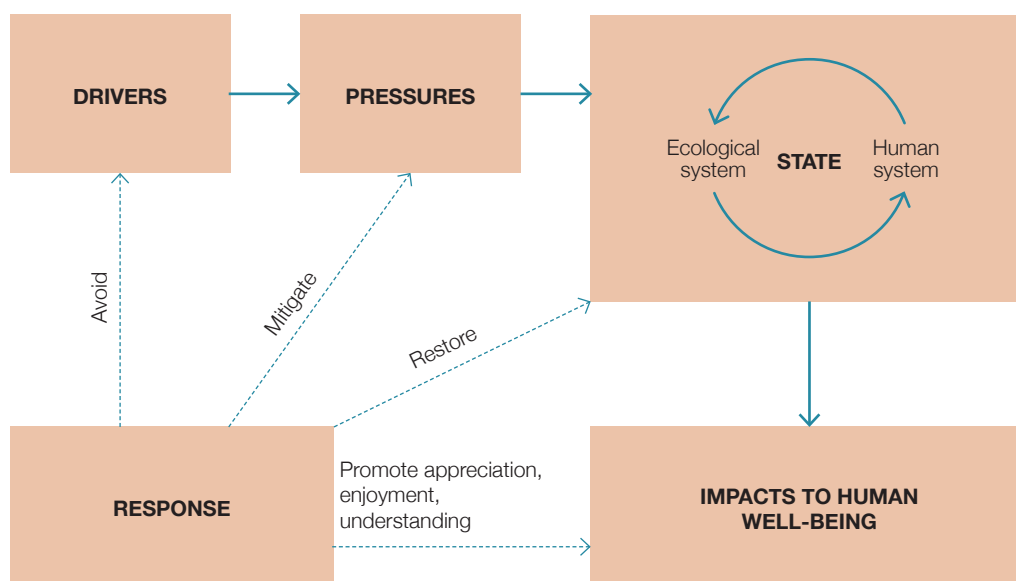 DRIVERS
PRESSURES
Ecological
system
STATE
Human
system
Avoid
Mitigate
Restore
RESPONSE
Promote appreciation,
enjoyment,
understanding
IMPACTS TO HUMAN
WELL-BEING